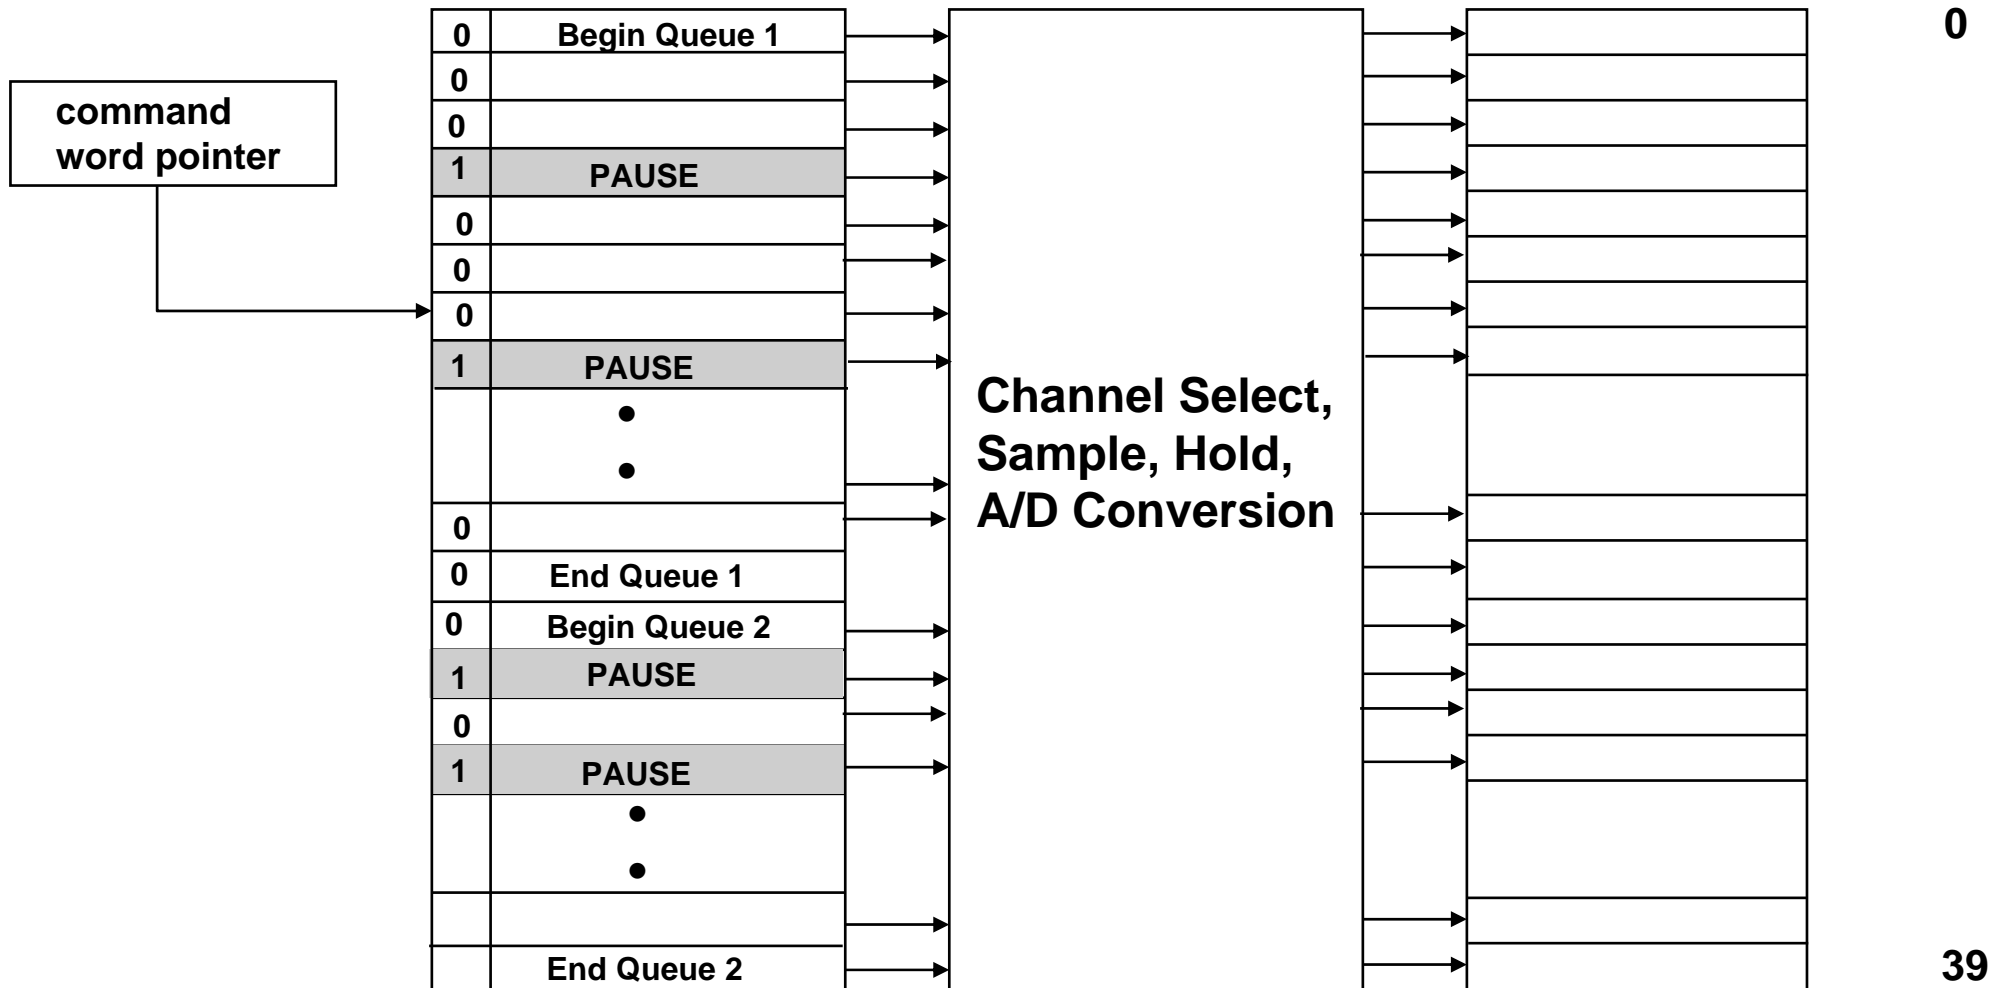 0 Begin Queue 1 0
0
command
word pointer
0
1 PAUSE
0
0
0
1 PAUSE
•
•
Channel Select,
Sample, Hold,
A/D Conversion
0
0 End Queue 1
0 Begin Queue 2
1 PAUSE
0
1 PAUSE
•
•
End Queue 2 39